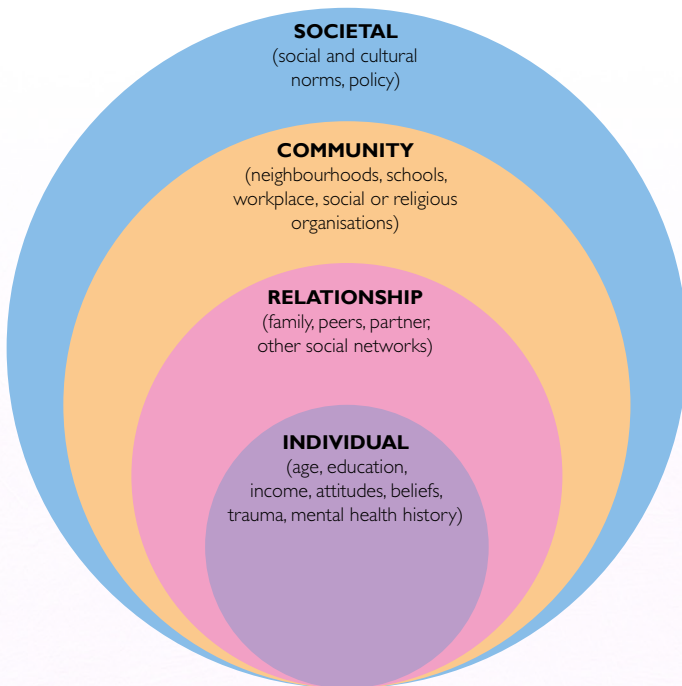 SOCIETAL
(social and cultural
norms, policy)
COMMUNITY
(neighbourhoods, schools,
workplace, social or religious
organisations)
RELATIONSHIP
(family, peers, partner,
other social networks)
INDIVIDUAL
(age, education,
income, attitudes, beliefs,
trauma, mental health history)